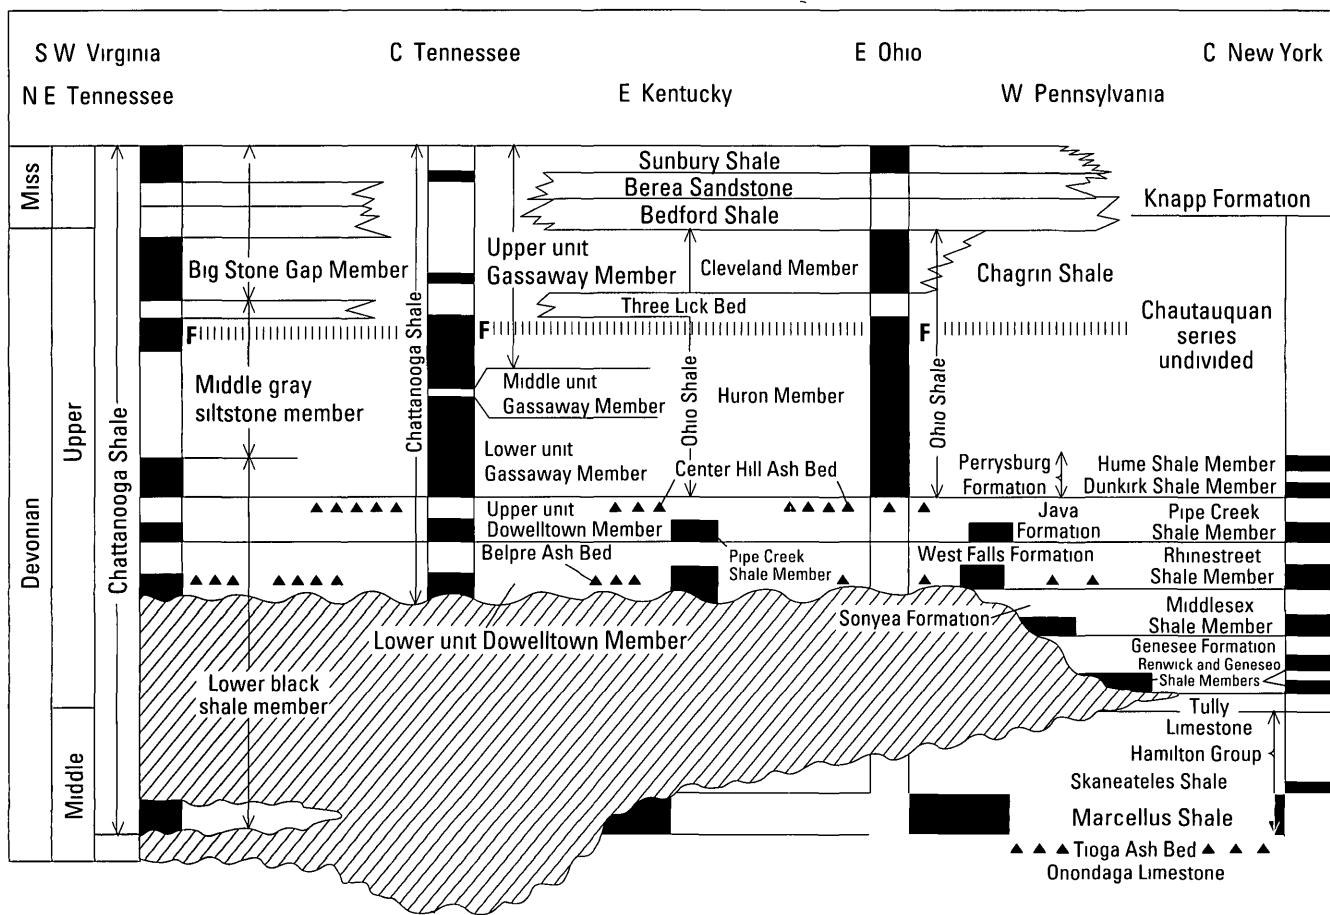 S W Virginia
C Tennessee
E Ohio
C New York
N E Tennessee
E Kentucky
W Pennsylvania
Miss
Devonian
Upper
Middle
Chattanooga Shale
Big Stone Gap Member
F
Middle gray
siltstone member
Lower black
shale member
Chattanooga Shale
Sunbury Shale
Berea Sandstone
Bedford Shale
Upper unit
Gassaway Member
Cleveland Member
Three Lick Bed
Middle unit
Gassaway Member
Ohio Shale
Huron Member
Lower unit
Gassaway Member
Center Hill Ash Bed
Upper unit
Dowelltown Member
Belpre Ash Bed
Pipe Creek
Shale Member
Lower unit Dowelltown Member
Knapp Formation
Chagrin Shale
F
Ohio Shale
Chautauquan
series
undivided
Perrysburg
Formation
Hume Shale Member
Dunkirk Shale Member
Java
Formation
Pipe Creek
Shale Member
West Falls Formation
Rhinestreet
Shale Member
Sonyea Formation
Middlesex
Shale Member
Genesee Formation
Renwick and Geneseo
Shale Members
Tully
Limestone
Hamilton Group
Skaneateles Shale
Marcellus Shale
Tioga Ash Bed
Onondaga Limestone